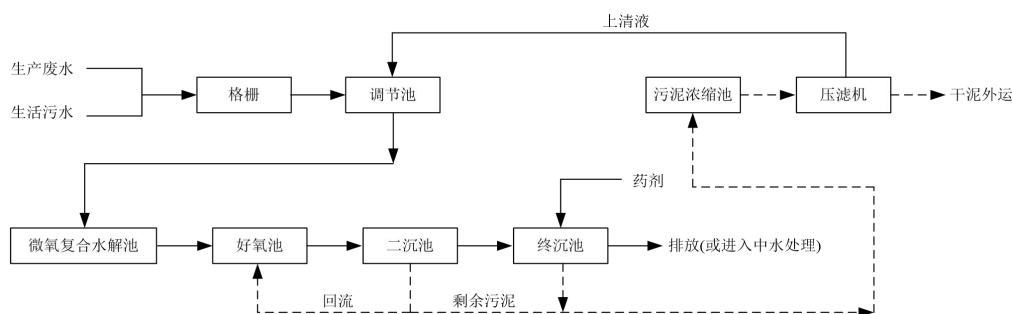 上清液
生产废水
生活污水
格栅
调节池
污泥浓缩池
压滤机
干泥外运
药剂
微氧复合水解池
好氧池
二沉池
终沉池
排放(或进入中水处理)
回流
剩余污泥